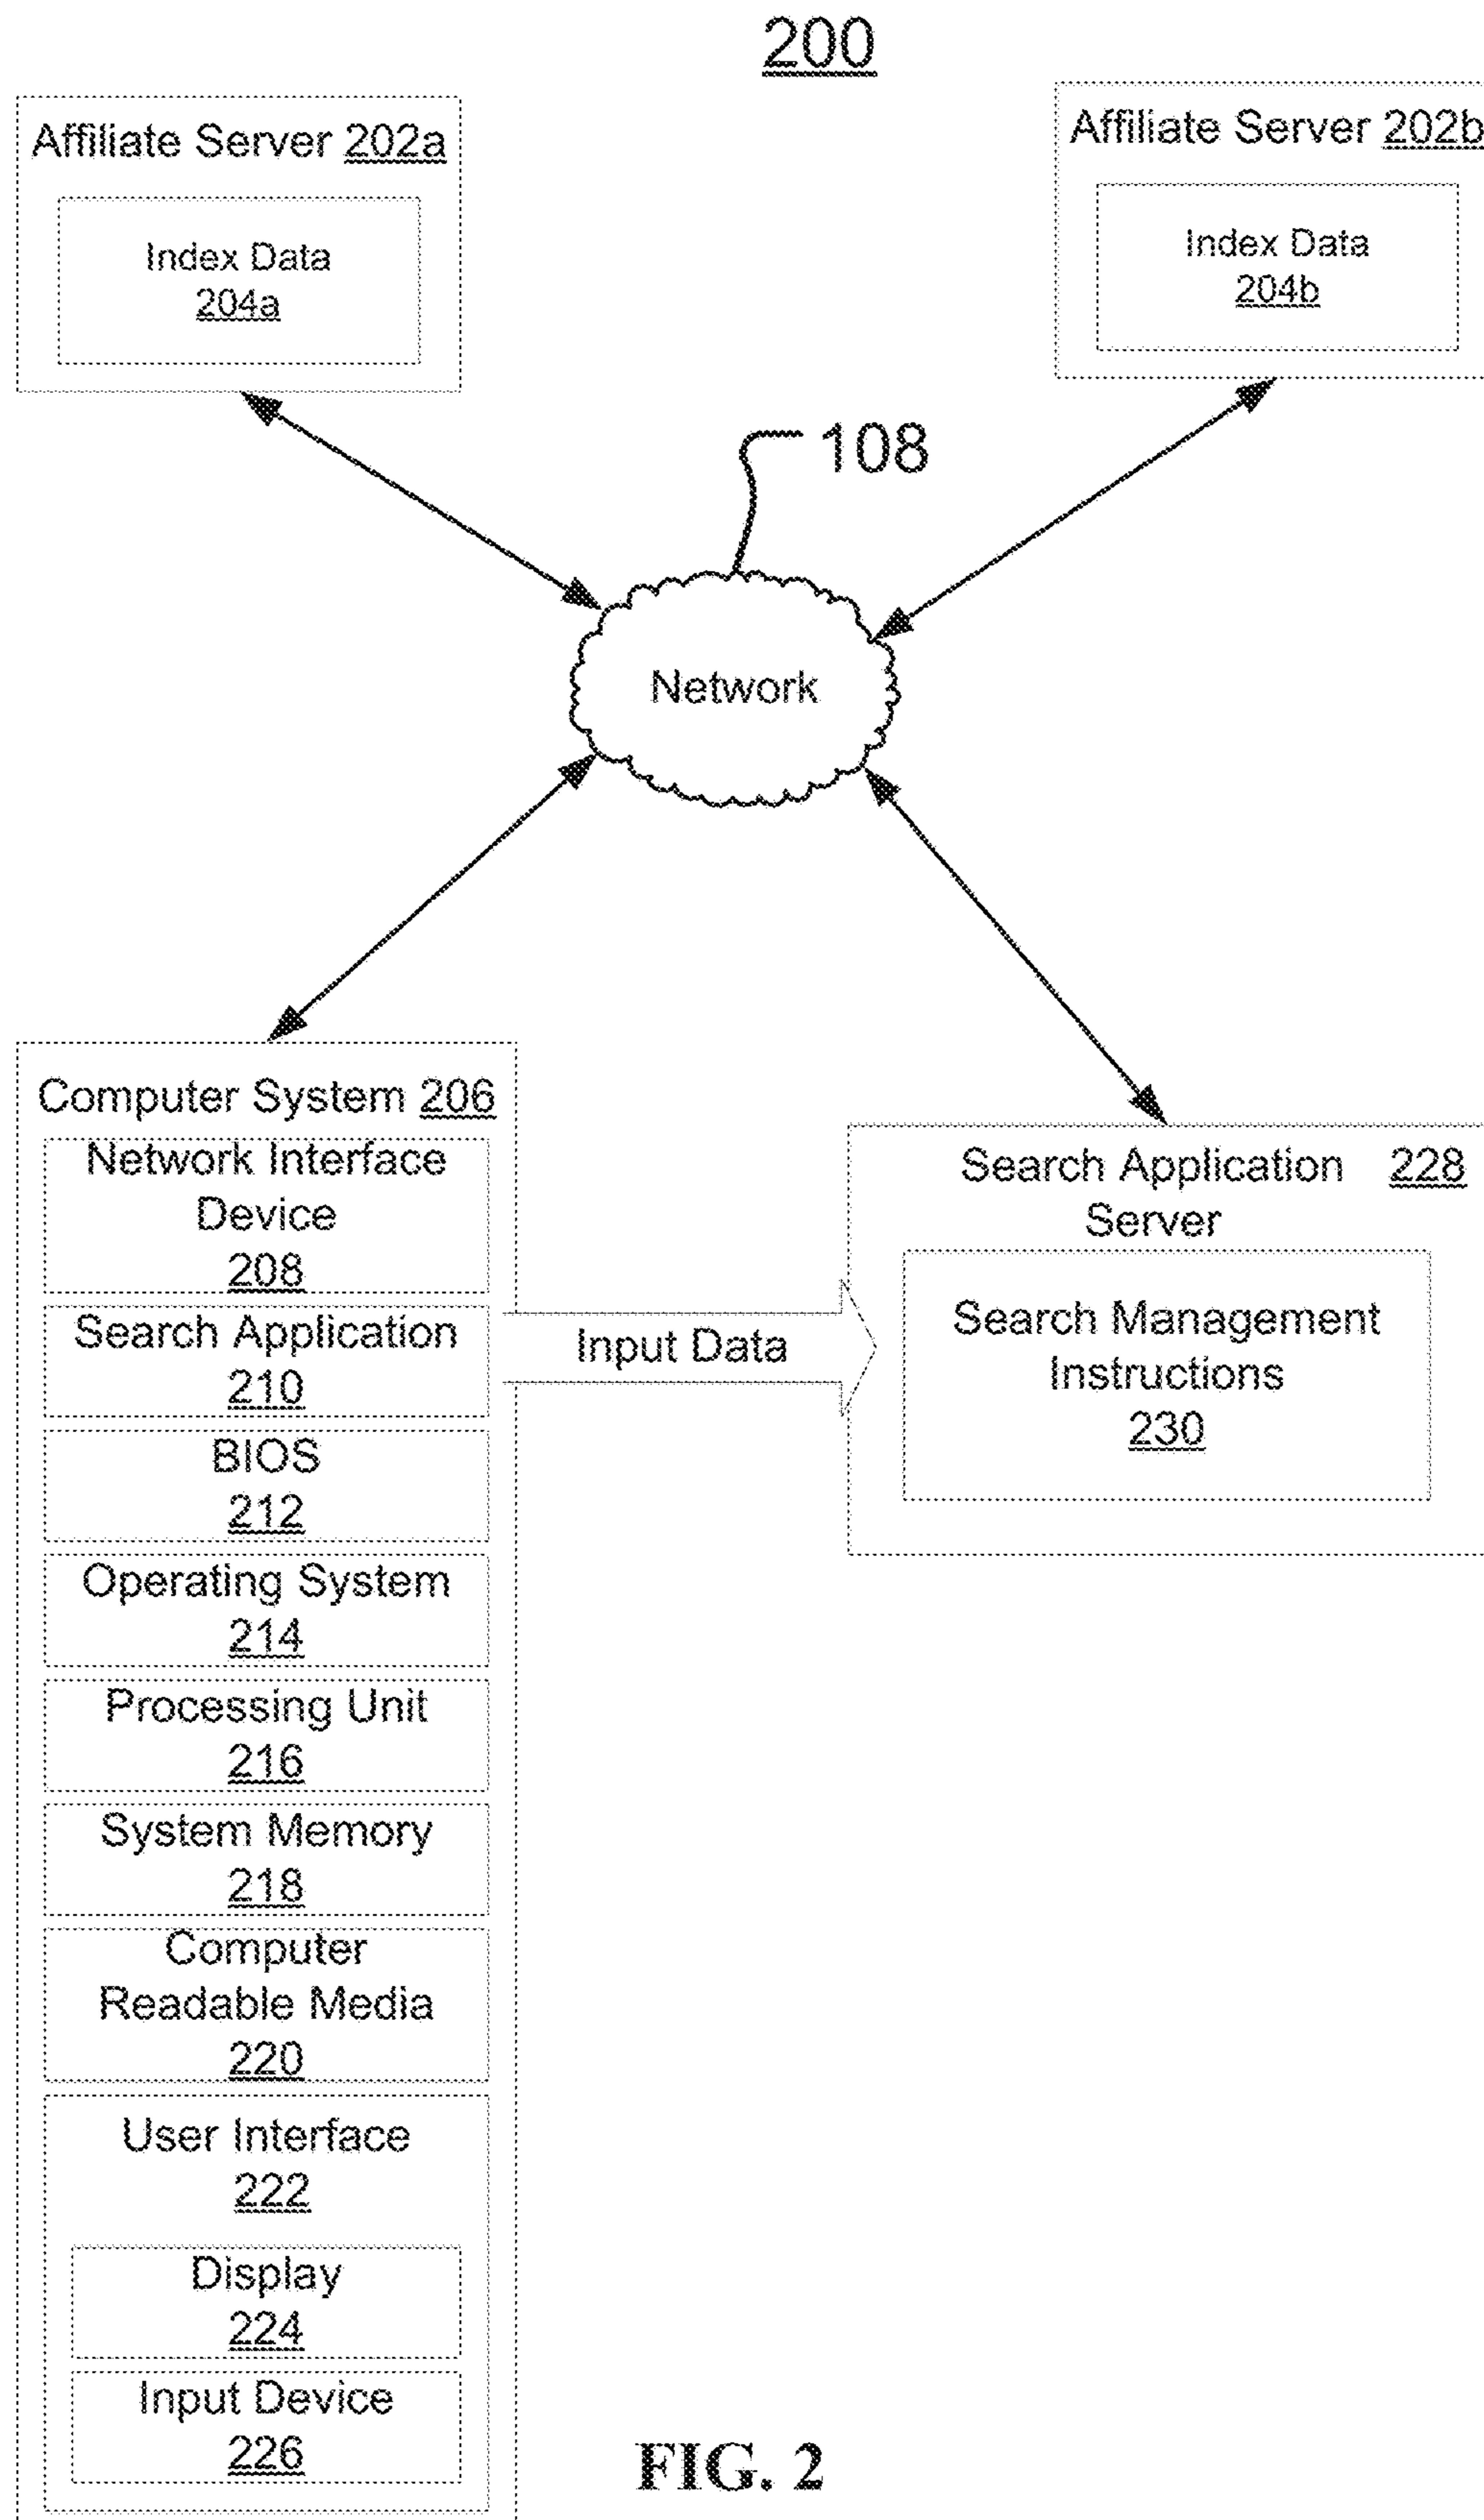 200
Affiliate Server 202a
Index Data
204a
Affiliate Server 202b
Index Data
204b
108
Network
Computer System 206
Network Interface
Device
208
Search Application
210
BIOS
212
Operating System
214
Processing Unit
216
System Memory
218
Computer
Readable Media
220
User Interface
222
Display
224
Input Device
226
Input Data
Search Application 228
Server
Search Management
Instructions
230
FIG. 2